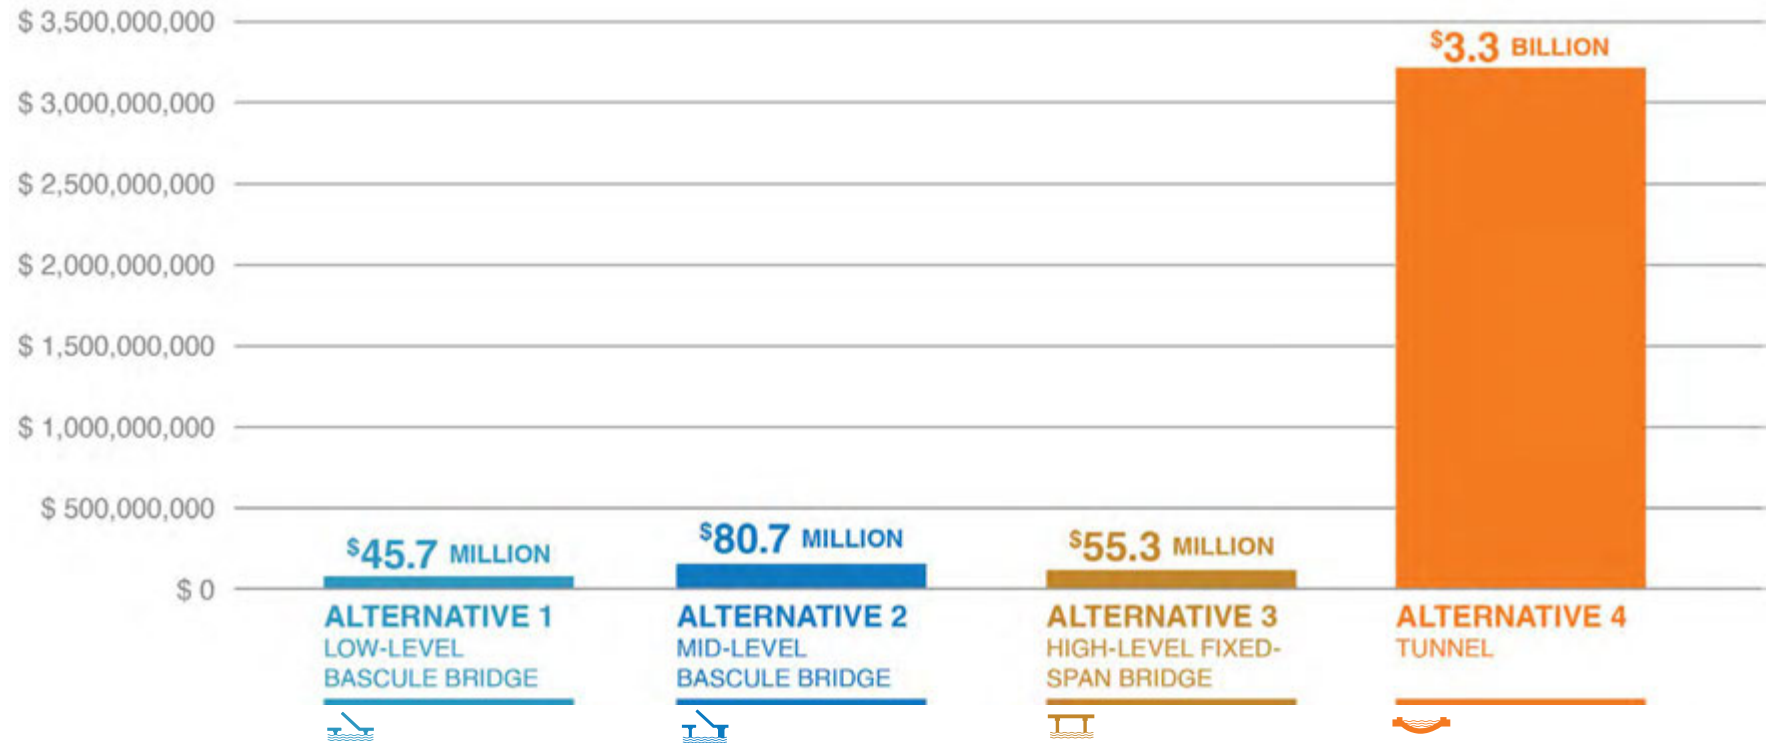 $ 3,500,000,000
$3.3 BILLION
$ 3,000,000,000
$ 2,500,000,000
$ 2,000,000,000
$ 1,500,000,000
$ 1,000,000,000
$ 500,000,000
$45.7 MILLION
$80.7 MILLION
$55.3 MILLION
$ 0
ALTERNATIVE 1
LOW-LEVEL
BASCULE BRIDGE
ALTERNATIVE 2
MID-LEVEL
BASCULE BRIDGE
ALTERNATIVE 3
HIGH-LEVEL FIXED-
SPAN BRIDGE
ALTERNATIVE 4
TUNNEL